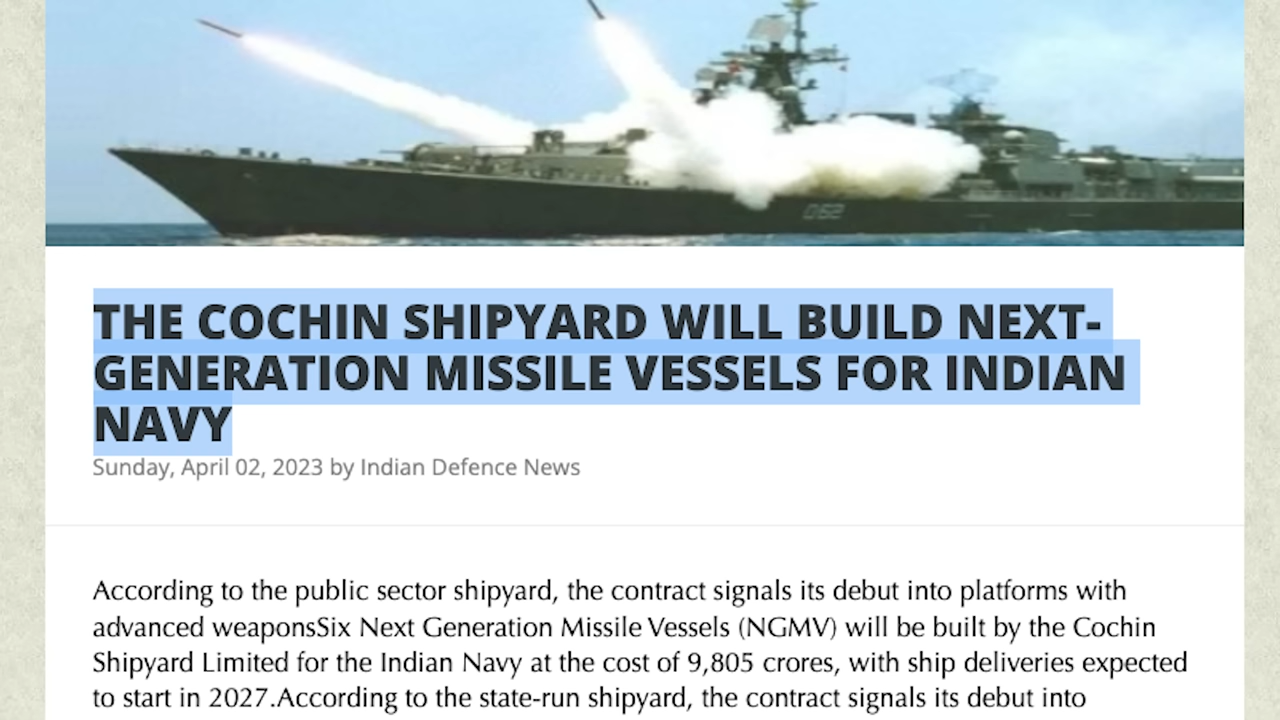 D62
THE COCHIN SHIPYARD WILL BUILD NEXT-
GENERATION MISSILE VESSELS FOR INDIAN
NAVY
Sunday, April 02, 2023 by Indian Defence News
According to the public sector shipyard, the contract signals its debut into platforms with
advanced weaponsSix Next Generation Missile Vessels (NGMV) will be built by the Cochin
Shipyard Limited for the Indian Navy at the cost of 9,805 crores, with ship deliveries expected
to start in 2027.According to the state-run shipyard, the contract signals its debut into